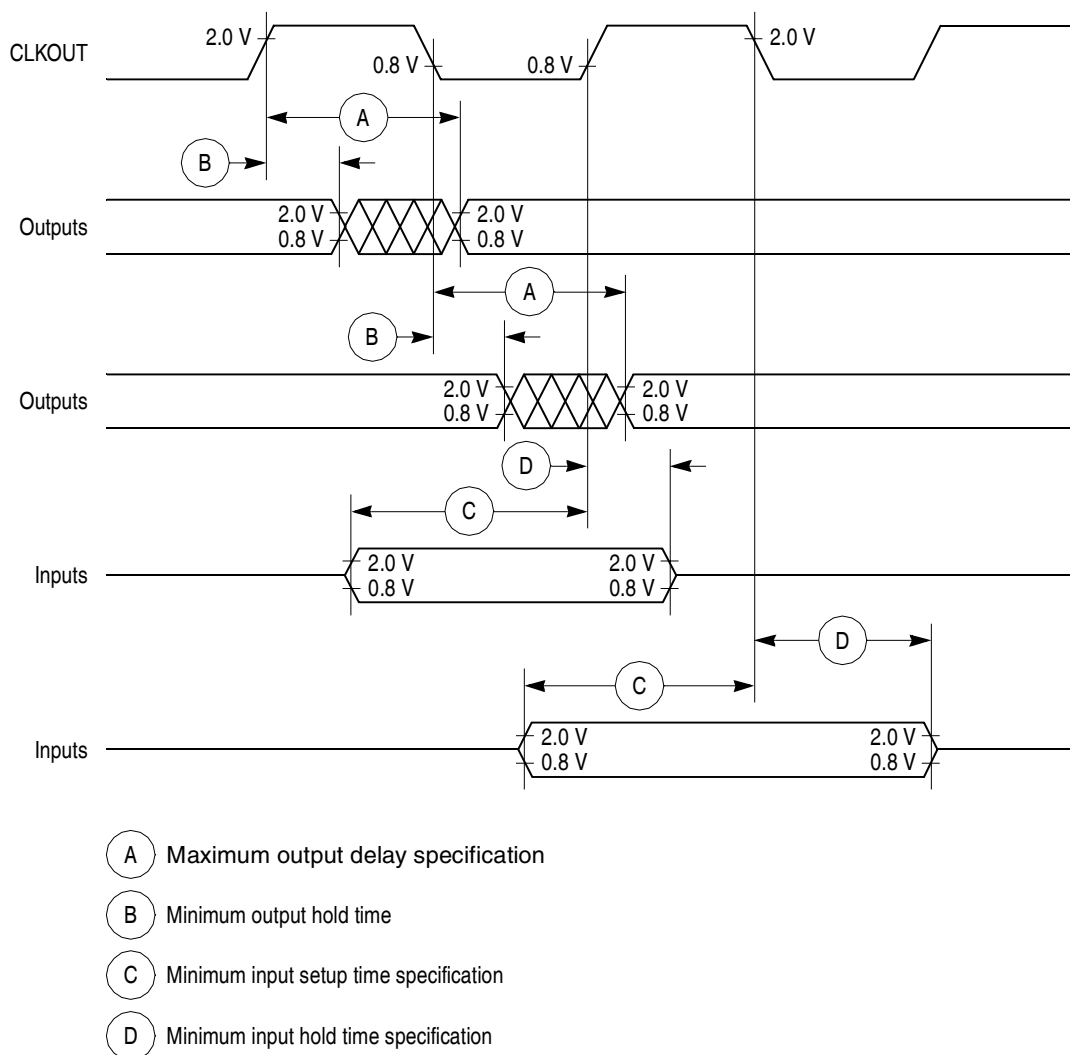 CLKOUT
2.0 V
0.8 V
0.8 V
2.0 V
A
B
Outputs
2.0 V
0.8 V
2.0 V
0.8 V
A
B
Outputs
2.0 V
0.8 V
2.0 V
0.8 V
D
C
Inputs
2.0 V
0.8 V
2.0 V
0.8 V
D
C
Inputs
2.0 V
0.8 V
2.0 V
0.8 V
A Maximum output delay specification
B Minimum output hold time
C Minimum input setup time specification
D Minimum input hold time specification